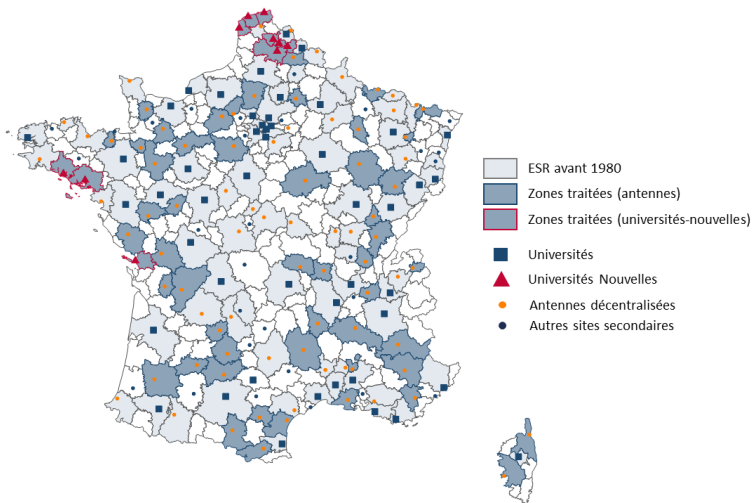 ESR avant 1980
Zones traitées (antennes)
Zones traitées (universités-nouvelles)
Universités
Universités Nouvelles
Antennes décentralisées
Autres sites secondaires